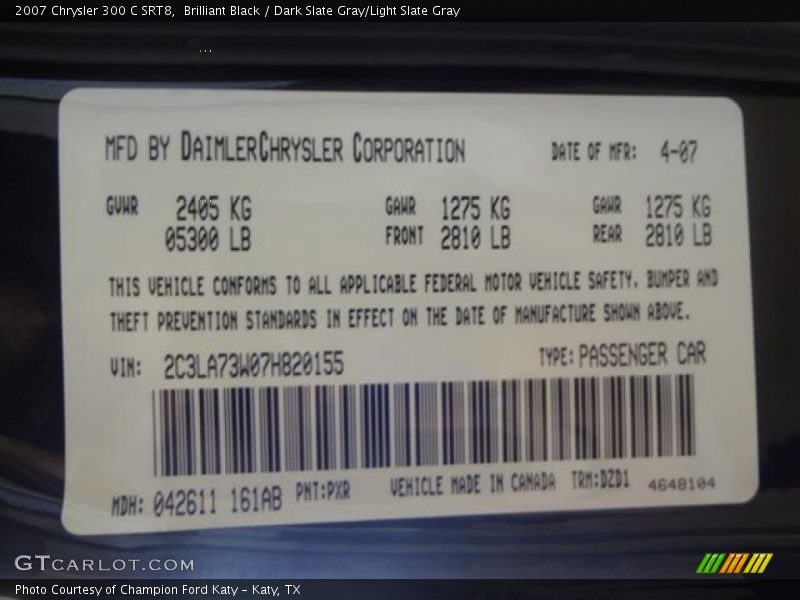 2007 Chrysler 300 C SRT8,  Brilliant Black / Dark Slate Gray/Light Slate Gray
MFD BY DAIMLERCHRYSLER CORPORATION DATE OF MFR: 4-07
GVWR 2405 KG GAWR 1275 KG GAWR 1275 KG
05300 LB FRONT 2810 LB REAR 2810 LB
THIS VEHICLE CONFORMS TO ALL APPLICABLE FEDERAL MOTOR VEHICLE SAFETY, BUMPER AND
THEFT PREVENTION STANDARDS IN EFFECT ON THE DATE OF MANUFACTURE SHOWN ABOVE.
VIN: 2C3LA73W07H820155 TYPE: PASSENGER CAR
MDH: 042611 161AB PNT:PXR VEHICLE MADE IN CANADA TRM:DZD1 4648104
GTCARLOT.COM
Photo Courtesy of Champion Ford Katy - Katy, TX